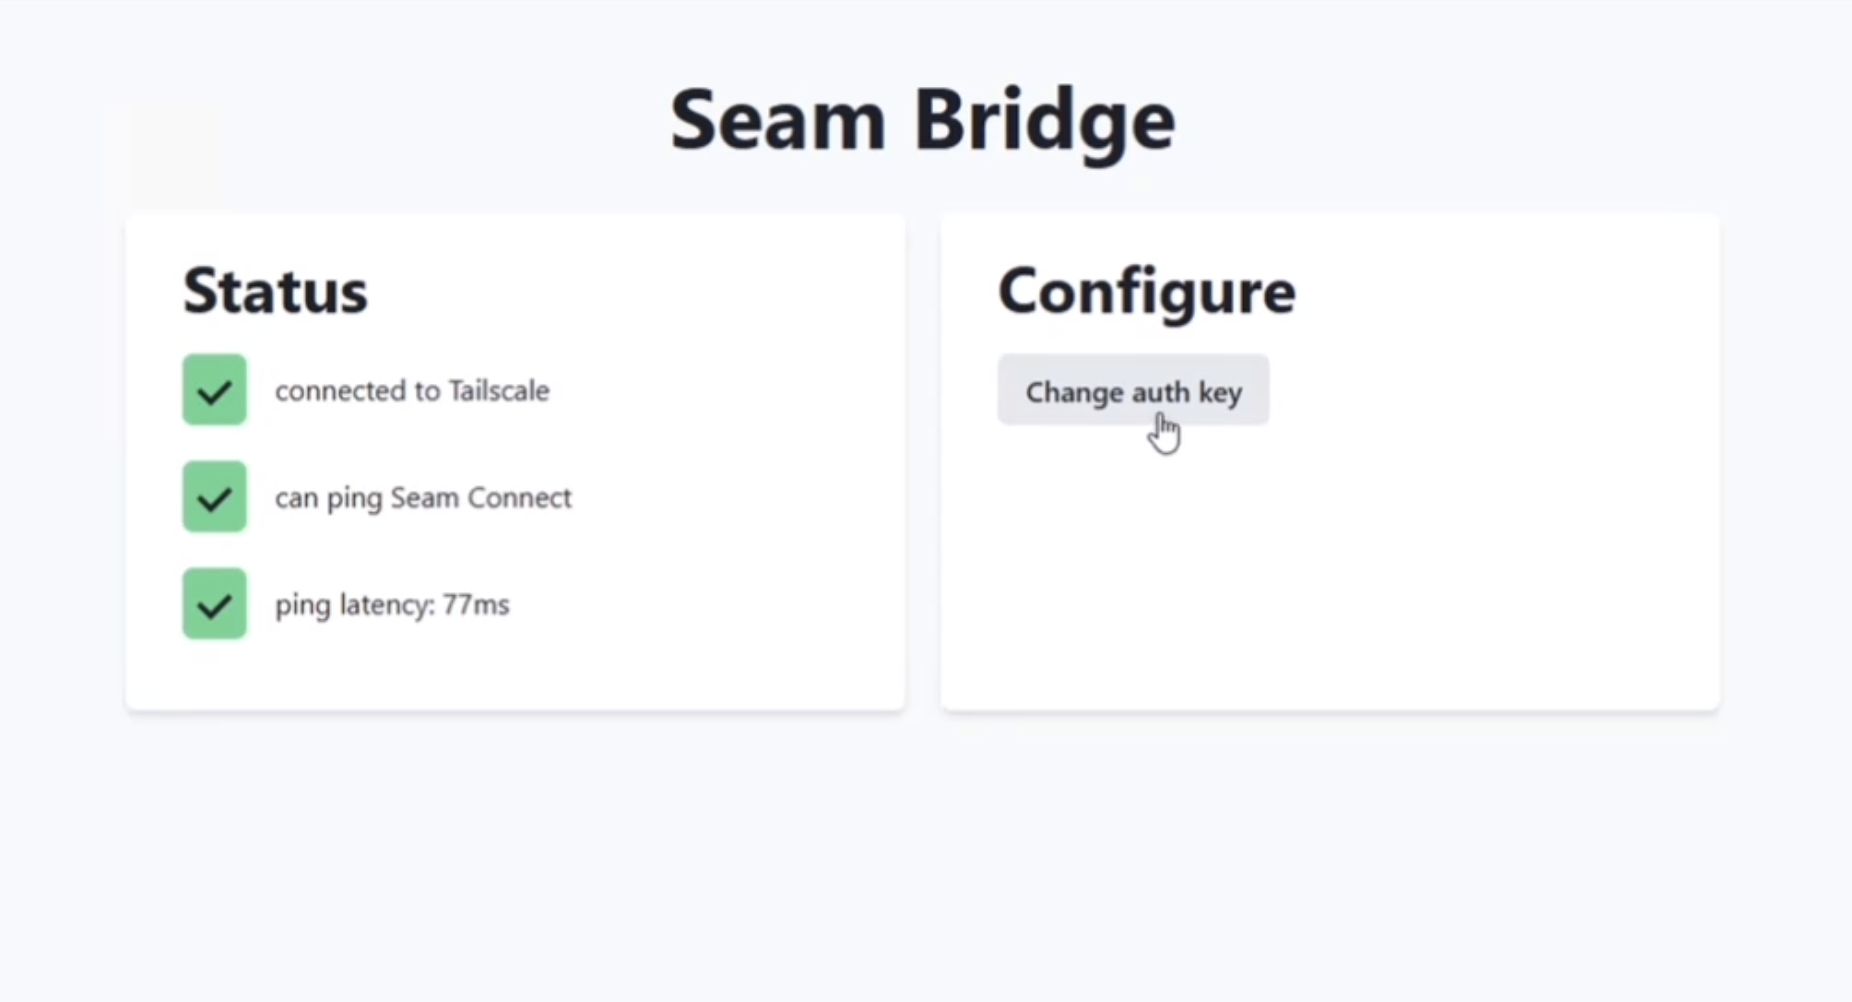 Seam Bridge
Status
connected to Tailscale
can ping Seam Connect
ping latency: 77ms
Configure
Change auth key